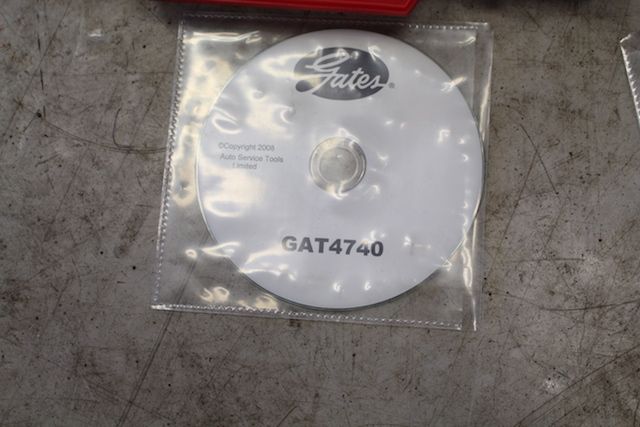 Gates®
©Copyright 2008
Auto Service Tools
Limited
GAT4740